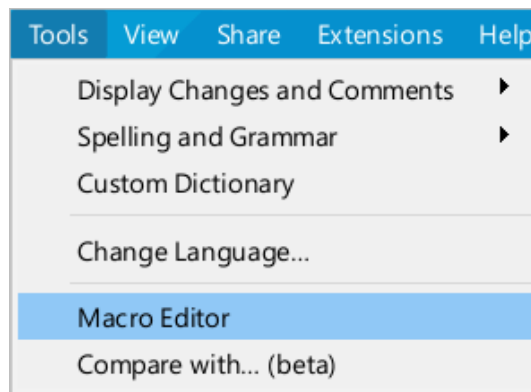 Tools View Share Extensions Help
Display Changes and Comments
Spelling and Grammar
Custom Dictionary
Change Language...
Macro Editor
Compare with... (beta)